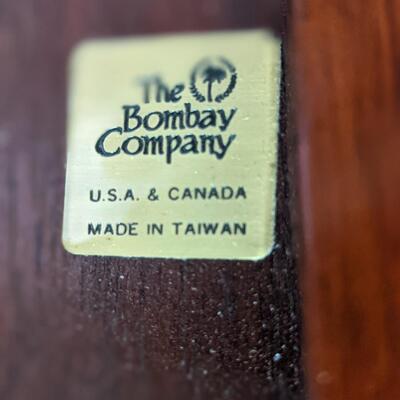 The
Bombay
Company
U.S.A. & CANADA
MADE IN TAIWAN